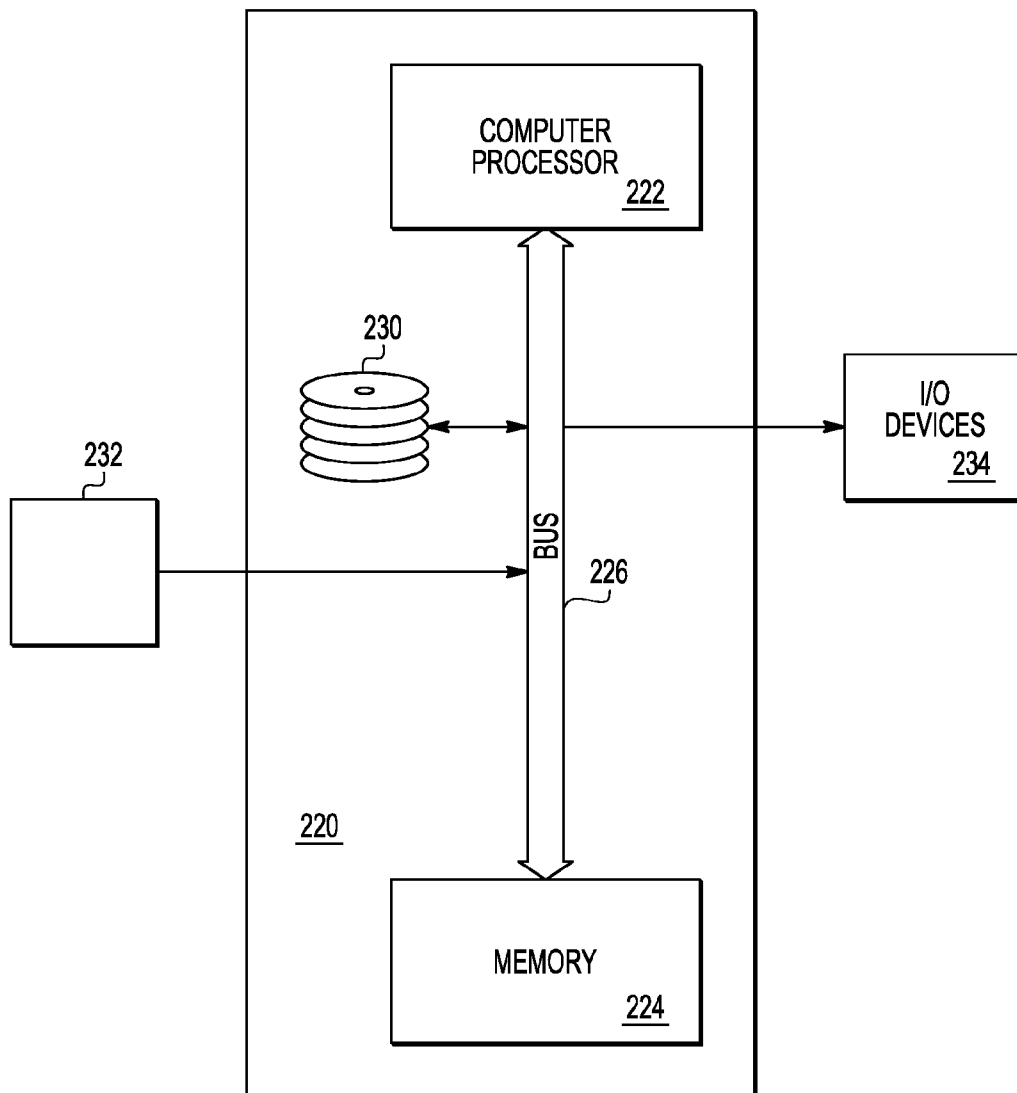 COMPUTER
PROCESSOR
222
230
I/O
DEVICES
234
232
BUS
226
220
MEMORY
224